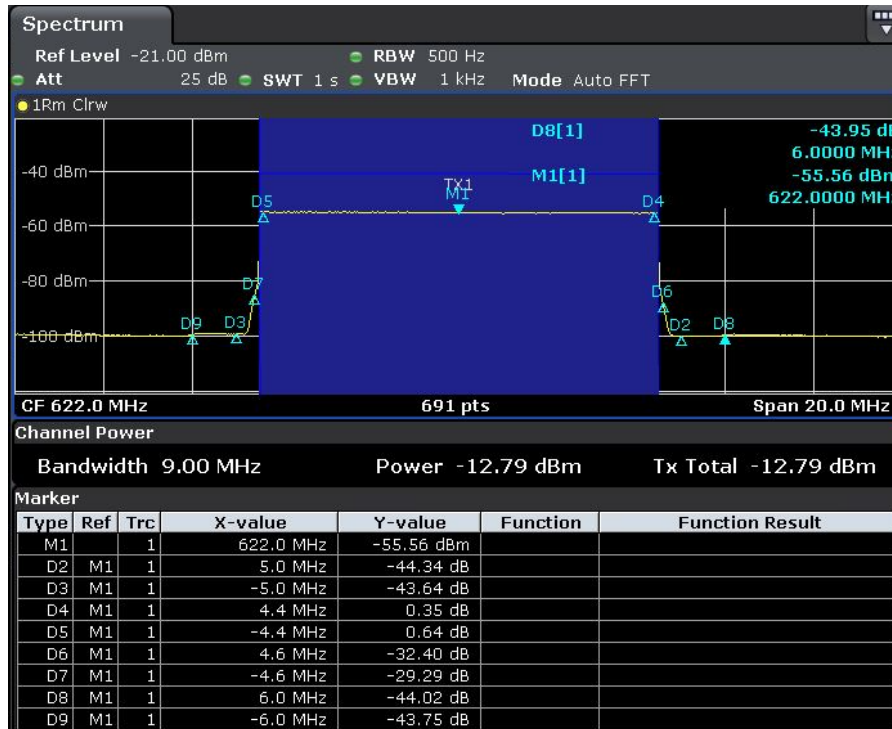 Spectrum
Ref Level -21.00 dBm RBW 500 Hz
Att 25 dB SWT 1 s VBW 1 kHz Mode Auto FFT
1Rm Clrw
D8[1] -43.95 dB
6.0000 MH
-40 dBm M1[1] -55.56 dBm
TX1
M1
622.0000 MH
D5 D4
-60 dBm
-80 dBm
D7
D6
D9 D3 D2 D8
-100 dBm
CF 622.0 MHz 691 pts Span 20.0 MHz
Channel Power
Bandwidth 9.00 MHz Power -12.79 dBm Tx Total -12.79 dBm
Marker
Type Ref Trc X-value Y-value Function Function Result
M1 1 622.0 MHz -55.56 dBm
D2 M1 1 5.0 MHz -44.34 dB
D3 M1 1 -5.0 MHz -43.64 dB
D4 M1 1 4.4 MHz 0.35 dB
D5 M1 1 -4.4 MHz 0.64 dB
D6 M1 1 4.6 MHz -32.40 dB
D7 M1 1 -4.6 MHz -29.29 dB
D8 M1 1 6.0 MHz -44.02 dB
D9 M1 1 -6.0 MHz -43.75 dB